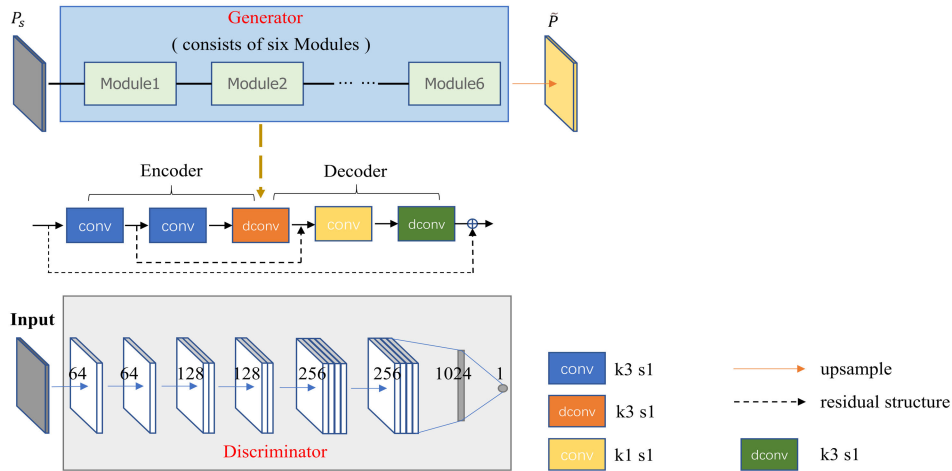 Pₛ
Generator
P̃
( consists of six Modules )
Module1
Module2
··· ···
Module6
Encoder
Decoder
conv
conv
dconv
conv
dconv
Input
64
64
128
128
256
256
1024
1
Discriminator
conv
k3 s1
upsample
dconv
k3 s1
residual structure
conv
k1 s1
dconv
k3 s1